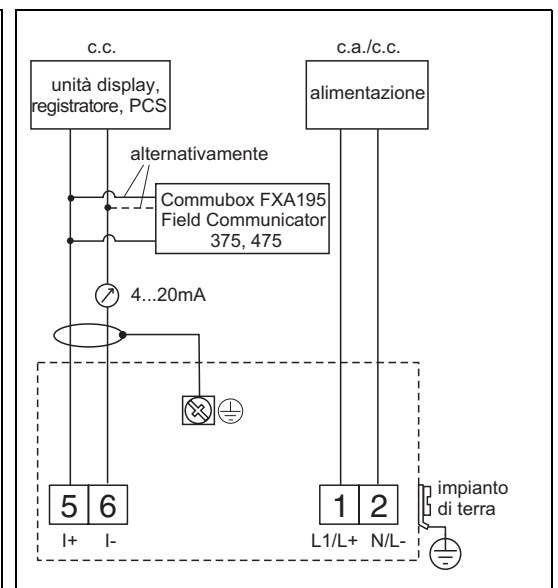 c.c.
unità display,
registratore, PCS
c.a./c.c.
alimentazione
alternativamente
Commubox FXA195
Field Communicator
375, 475
4...20mA
5 6
I+ I-
1 2
L1/L+ N/L-
impianto
di terra